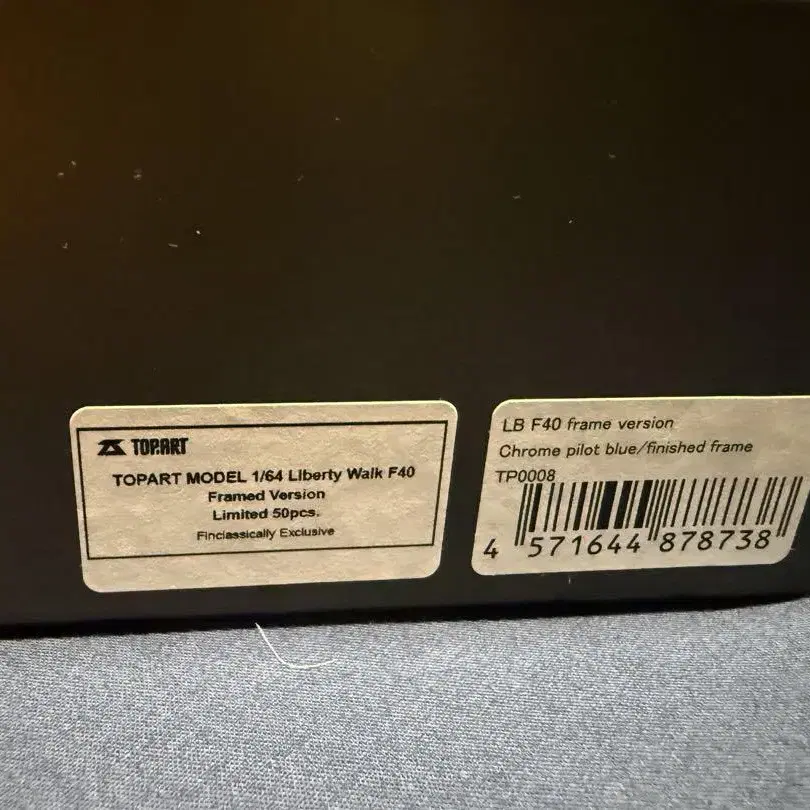 TOPART
TOPART MODEL 1/64 Liberty Walk F40
Framed Version
Limited 50pcs.
Finclassically Exclusive
LB F40 frame version
Chrome pilot blue/finished frame
TP0008
4 571644 878738